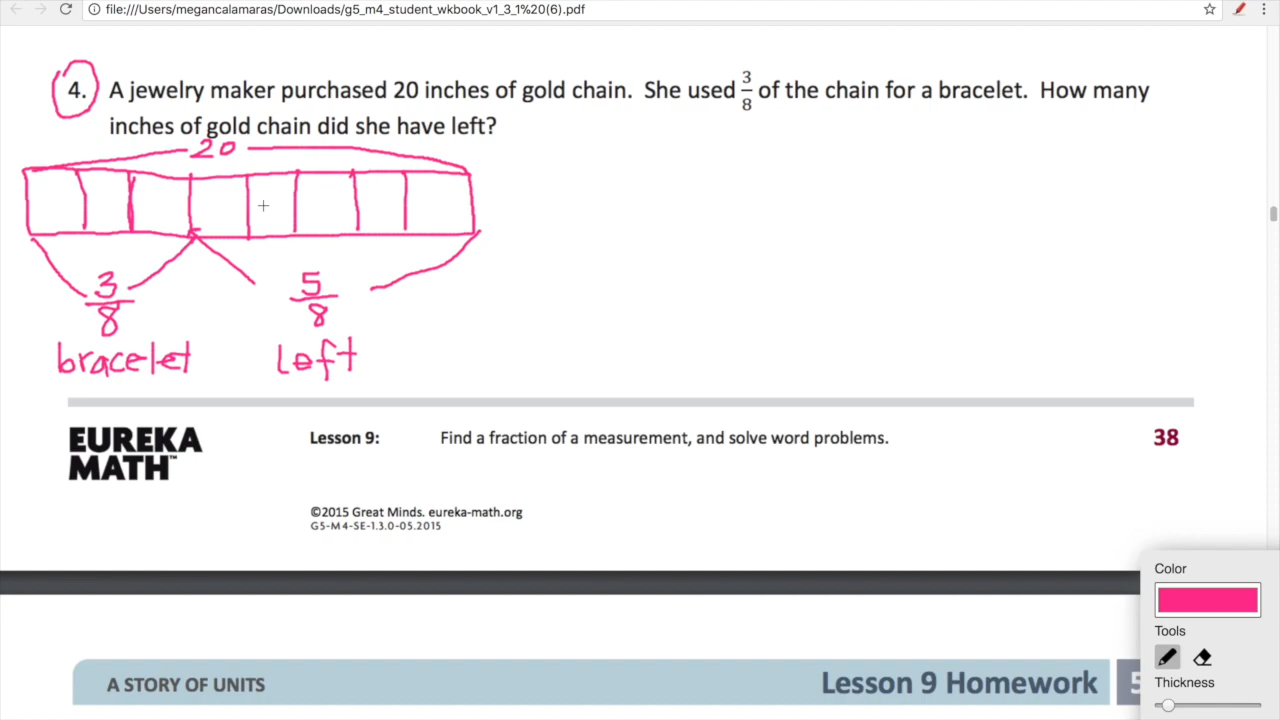 file:///Users/megancalamaras/Downloads/g5_m4_student_wkbook_v1_3_1%20(6).pdf
4. A jewelry maker purchased 20 inches of gold chain. She used 3/8 of the chain for a bracelet. How many
inches of gold chain did she have left?
20
3/8 5/8
bracelet left
EUREKA
MATH™
Lesson 9: Find a fraction of a measurement, and solve word problems. 38
©2015 Great Minds. eureka-math.org
G5-M4-SE-1.3.0-05.2015
Color
Tools
Thickness
A STORY OF UNITS Lesson 9 Homework 5